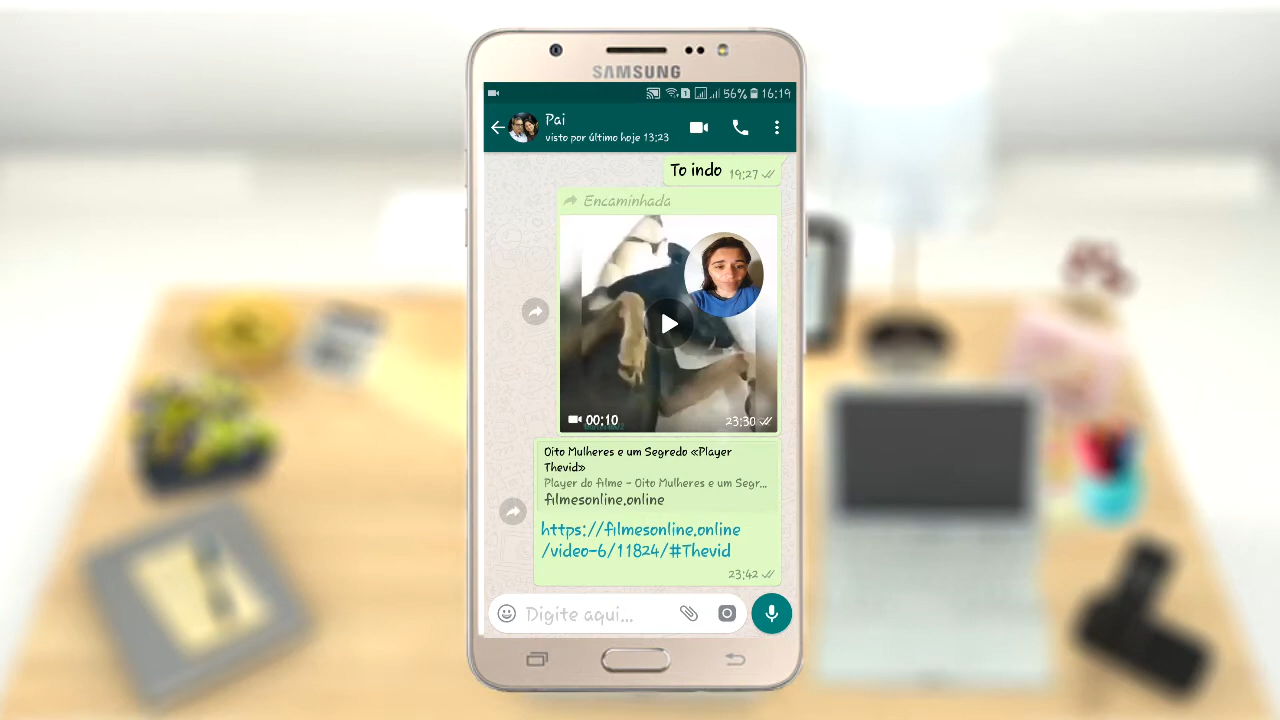 SAMSUNG
56% 16:19
Pai
visto por último hoje 13:23
To indo 19:27
Encaminhada
00:10 23:30
Oito Mulheres e um Segredo «Player
Thevid»
Player do filme - Oito Mulheres e um Segr...
filmesonline.online
https://filmesonline.online
/video-6/11824/#Thevid
23:42
Digite aqui...